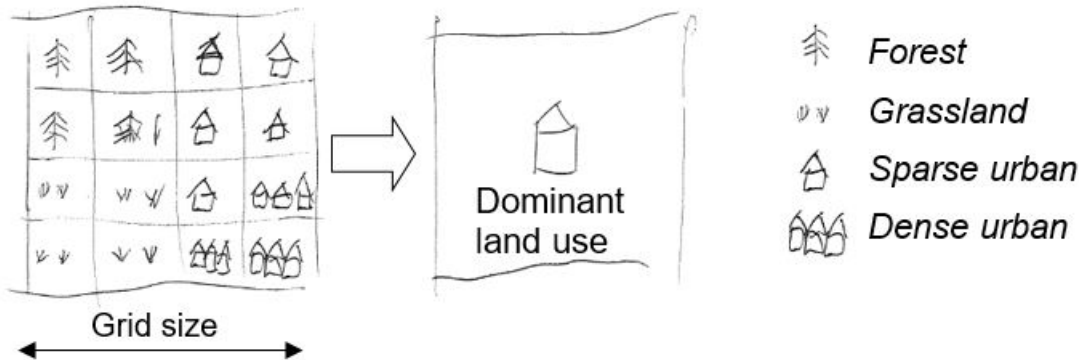 Forest
Grassland
Sparse urban
Dense urban
Dominant
land use
Grid size